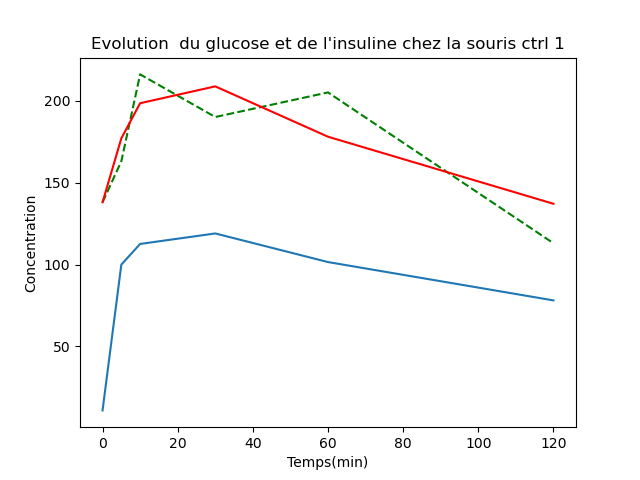 Evolution  du glucose et de l'insuline chez la souris ctrl 1
Concentration
200
150
100
50
0 20 40 60 80 100 120
Temps(min)